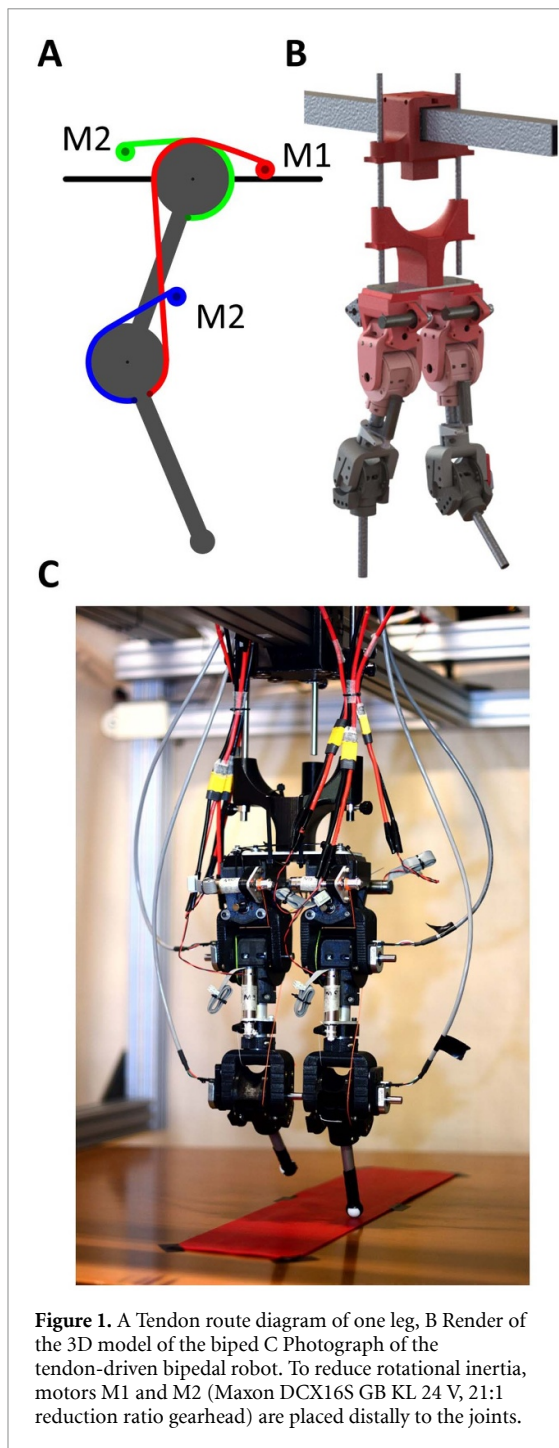 A
B
M2
M1
M2
C
Figure 1. A Tendon route diagram of one leg, B Render of
the 3D model of the biped C Photograph of the
tendon-driven bipedal robot. To reduce rotational inertia,
motors M1 and M2 (Maxon DCX16S GB KL 24 V, 21:1
reduction ratio gearhead) are placed distally to the joints.